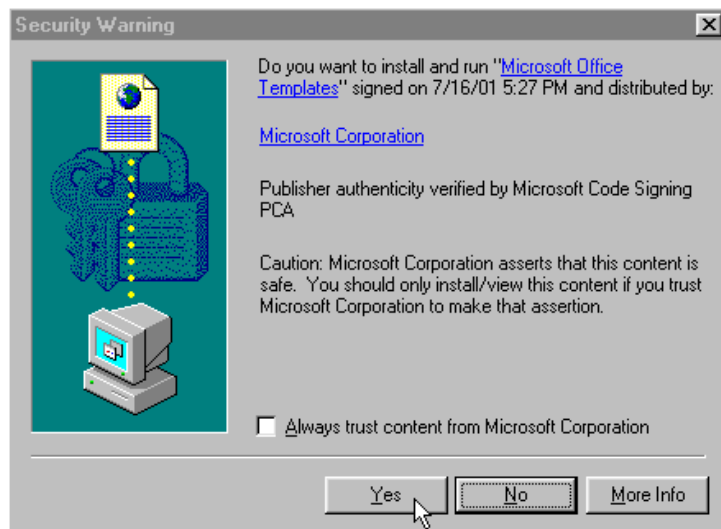 Security Warning
Do you want to install and run "Microsoft Office
Templates" signed on 7/16/01 5:27 PM and distributed by:
Microsoft Corporation
Publisher authenticity verified by Microsoft Code Signing
PCA
Caution: Microsoft Corporation asserts that this content is
safe. You should only install/view this content if you trust
Microsoft Corporation to make that assertion.
Always trust content from Microsoft Corporation
Yes No More Info